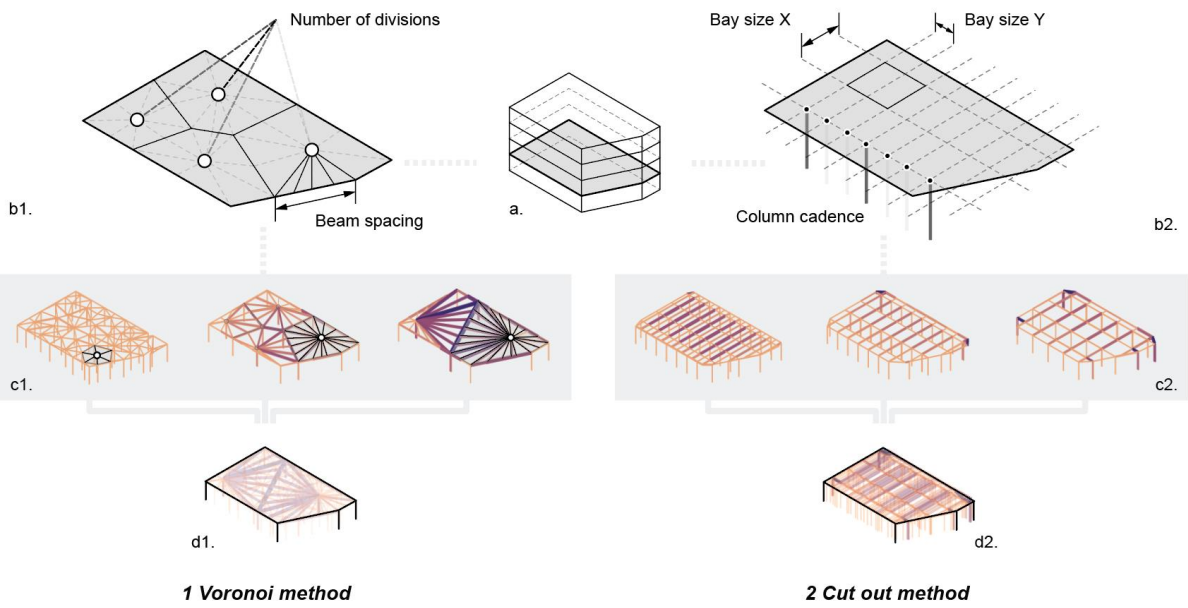 Number of divisions
Bay size X
Bay size Y
Beam spacing
Column cadence
b1.
a.
b2.
c1.
c2.
d1.
d2.
1 Voronoi method
2 Cut out method